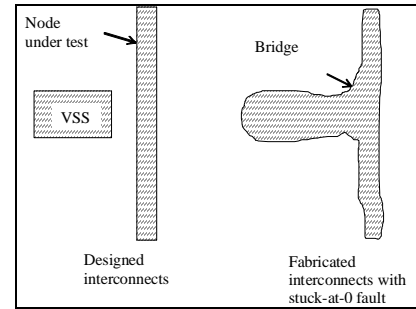 Node
under test
Bridge
VSS
Designed
interconnects
Fabricated
interconnects with
stuck-at-0 fault